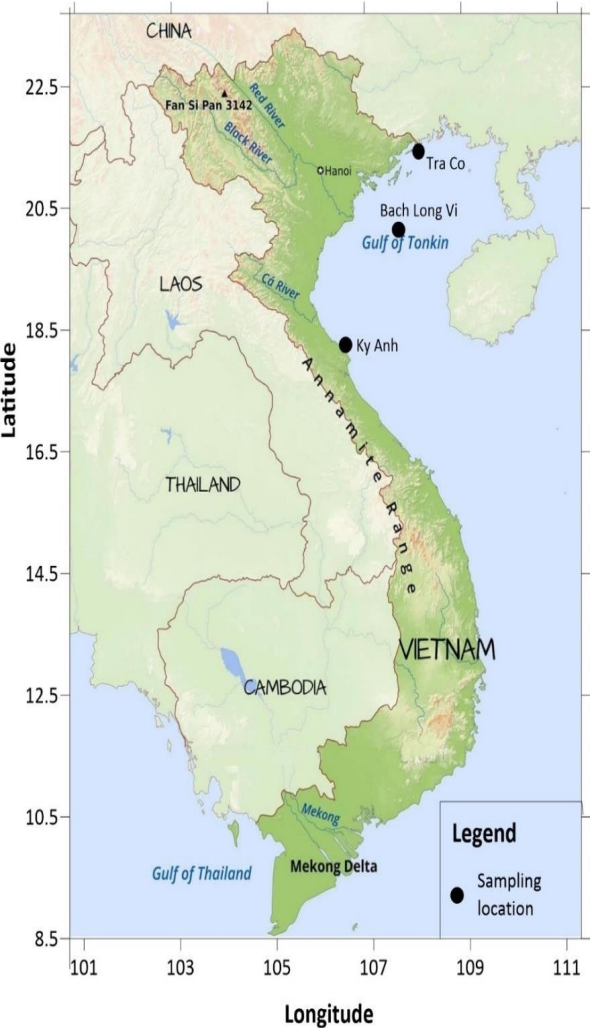 CHINA
22.5
Fan Si Pan 3142
Red River
Black River
Hanoi
Tra Co
20.5
Bach Long Vi
Gulf of Tonkin
LAOS
Cá River
18.5
Ky Anh
Latitude
Annamite Range
16.5
THAILAND
14.5
VIETNAM
CAMBODIA
12.5
10.5
Mekong
Legend
Gulf of Thailand
Mekong Delta
Sampling
location
8.5
101 103 105 107 109 111
Longitude